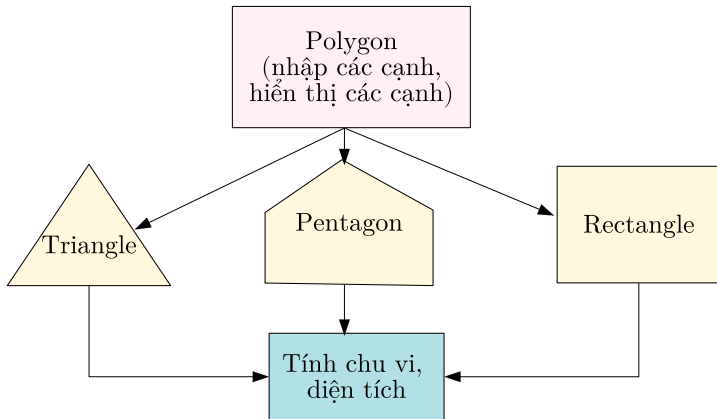 Polygon
(nhập các cạnh,
hiển thị các cạnh)
Triangle
Pentagon
Rectangle
Tính chu vi,
diện tích